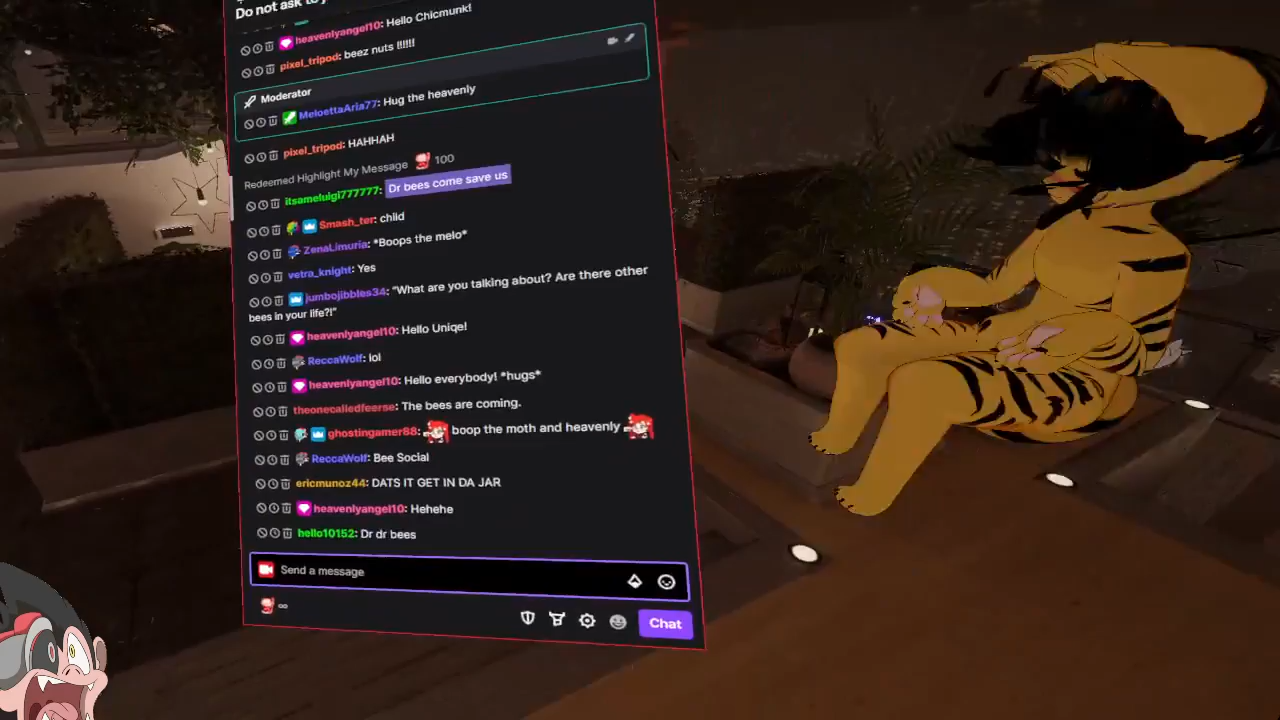 Do not ask to
heavenlyangel10: Hello Chicmunk!
pixel_tripod: beez nuts !!!!!!
Moderator
MeloettaAria77: Hug the heavenly
pixel_tripod: HAHHAH
Redeemed Highlight My Message 100
itsameluigi777777: Dr bees come save us
Smash_ter: chlid
ZenaLimuria: *Boops the melo*
vetra_knight: Yes
jumbojibbles34: "What are you talking about? Are there other
bees in your life?!"
heavenlyangel10: Hello Uniqe!
ReccaWolf: lol
heavenlyangel10: Hello everybody! *hugs*
theonecalledfeerse: The bees are coming.
ghostingamer88: boop the moth and heavenly
ReccaWolf: Bee Social
ericmunoz44: DATS IT GET IN DA JAR
heavenlyangel10: Hehehe
hello10152: Dr dr bees
Send a message
∞
Chat